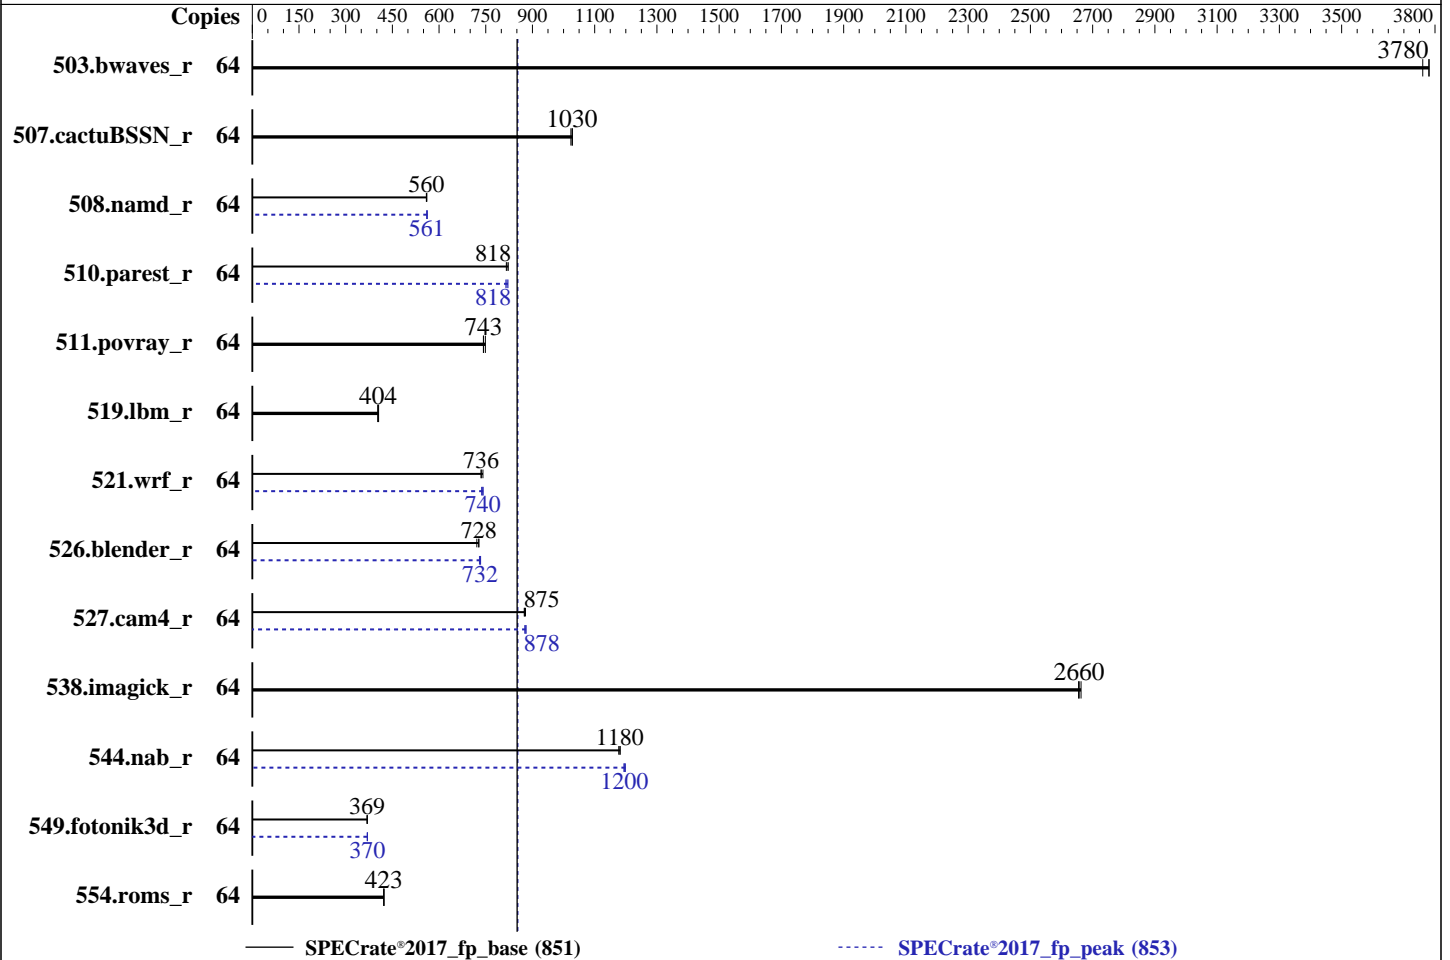 Copies 0 150 300 450 600 750 900 1100 1300 1500 1700 1900 2100 2300 2500 2700 2900 3100 3300 3500 3800
503.bwaves_r 64 3780
507.cactuBSSN_r 64 1030
508.namd_r 64 560
561
510.parest_r 64 818
818
511.povray_r 64 743
519.lbm_r 64 404
521.wrf_r 64 736
740
526.blender_r 64 728
732
527.cam4_r 64 875
878
538.imagick_r 64 2660
544.nab_r 64 1180
1200
549.fotonik3d_r 64 369
370
554.roms_r 64 423
SPECrate®2017_fp_base (851) SPECrate®2017_fp_peak (853)